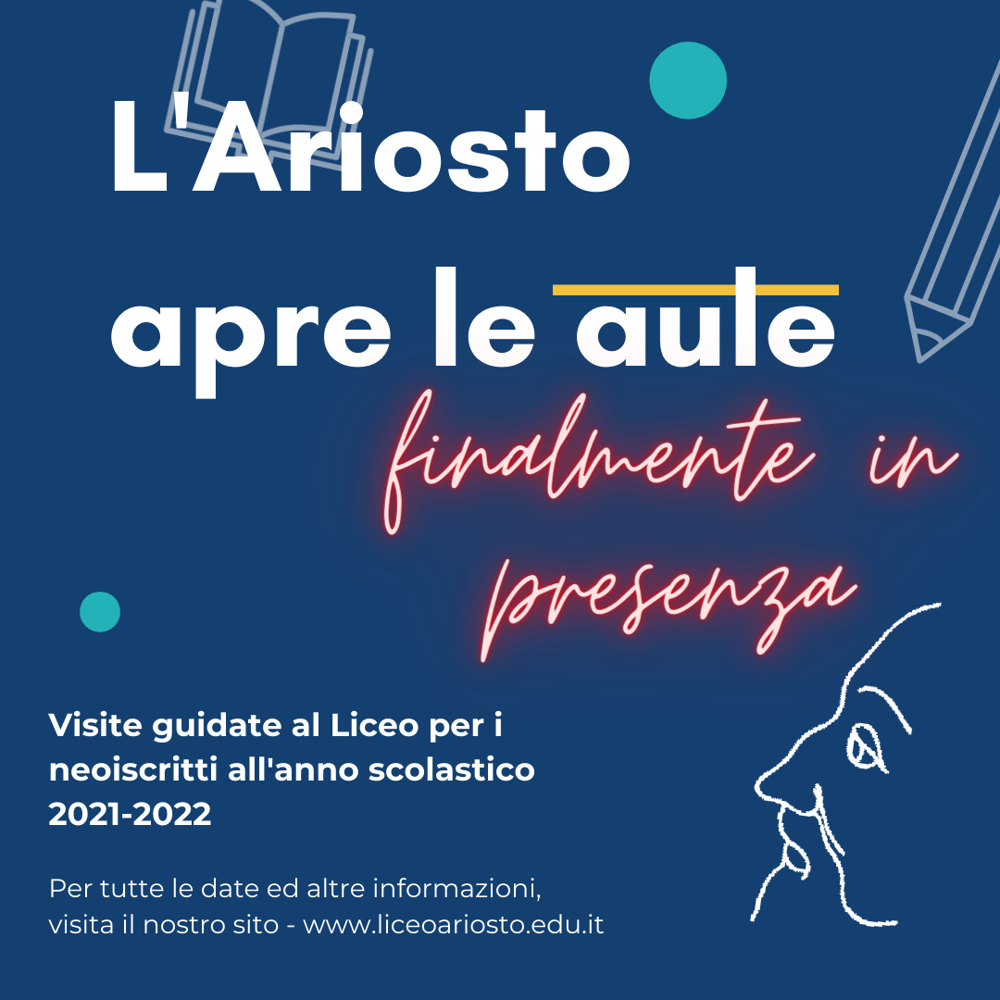 L'Ariosto
apre le aule
finalmente in
presenza
Visite guidate al Liceo per i
neoiscritti all'anno scolastico
2021-2022
Per tutte le date ed altre informazioni,
visita il nostro sito - www.liceoariosto.edu.it